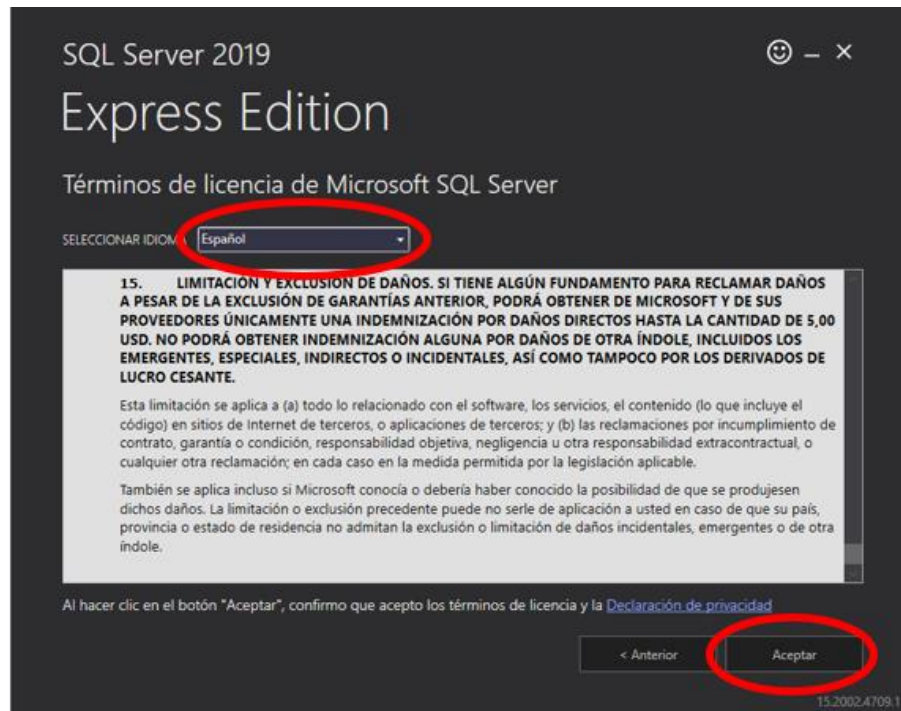 SQL Server 2019
Express Edition
Términos de licencia de Microsoft SQL Server
SELECCIONAR IDIOMA Español
15. LIMITACIÓN Y EXCLUSIÓN DE DAÑOS. SI TIENE ALGÚN FUNDAMENTO PARA RECLAMAR DAÑOS
A PESAR DE LA EXCLUSIÓN DE GARANTÍAS ANTERIOR, PODRÁ OBTENER DE MICROSOFT Y DE SUS
PROVEEDORES ÚNICAMENTE UNA INDEMNIZACIÓN POR DAÑOS DIRECTOS HASTA LA CANTIDAD DE 5,00
USD. NO PODRÁ OBTENER INDEMNIZACIÓN ALGUNA POR DAÑOS DE OTRA ÍNDOLE, INCLUIDOS LOS
EMERGENTES, ESPECIALES, INDIRECTOS O INCIDENTALES, ASÍ COMO TAMPOCO POR LOS DERIVADOS DE
LUCRO CESANTE.
Esta limitación se aplica a (a) todo lo relacionado con el software, los servicios, el contenido (lo que incluye el
código) en sitios de Internet de terceros, o aplicaciones de terceros; y (b) las reclamaciones por incumplimiento de
contrato, garantía o condición, responsabilidad objetiva, negligencia u otra responsabilidad extracontractual, o
cualquier otra reclamación; en cada caso en la medida permitida por la legislación aplicable.
También se aplica incluso si Microsoft conocía o debería haber conocido la posibilidad de que se produjesen
dichos daños. La limitación o exclusión precedente puede no serle de aplicación a usted en caso de que su país,
provincia o estado de residencia no admitan la exclusión o limitación de daños incidentales, emergentes o de otra
índole.
Al hacer clic en el botón "Aceptar", confirmo que acepto los términos de licencia y la Declaración de privacidad
< Anterior
Aceptar
15.2002.4709.1